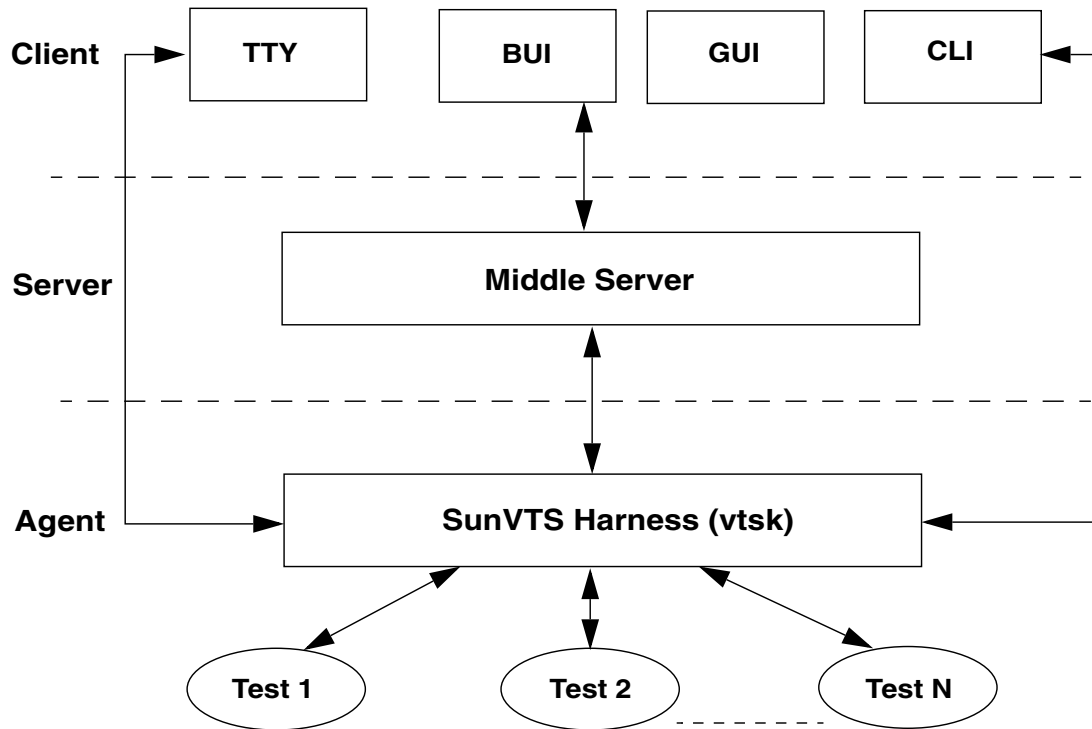 Client
TTY
BUI
GUI
CLI
Server
Middle Server
Agent
SunVTS Harness (vtsk)
Test 1
Test 2
Test N